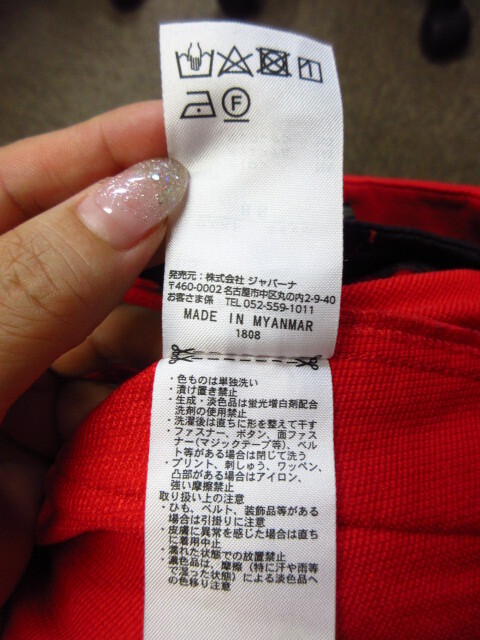 F
発売元：株式会社 ジャバーナ
〒460-0002 名古屋市中区丸の内2-9-40
お客さま係 TEL 052-559-1011
MADE IN MYANMAR
1808
・色ものは単独洗い
・漬け置き禁止
・生成・淡色品は蛍光増白剤配合
洗剤の使用禁止
・洗濯後は直ちに形を整えて干す
・ファスナー、ボタン、面ファス
ナー(マジックテープ等)、ベル
ト等がある場合は閉じて洗う
・プリント、刺しゅう、ワッペン、
凸部がある場合はアイロン、
強い摩擦禁止
取り扱い上の注意
・ひも、ベルト、装飾品等がある
場合は引掛りに注意
・皮膚に異常を感じた場合は直ち
に着用中止
・濡れた状態での放置禁止
・濃色品は、摩擦（特に汗や雨等
で湿った状態）による淡色品へ
の色移り注意